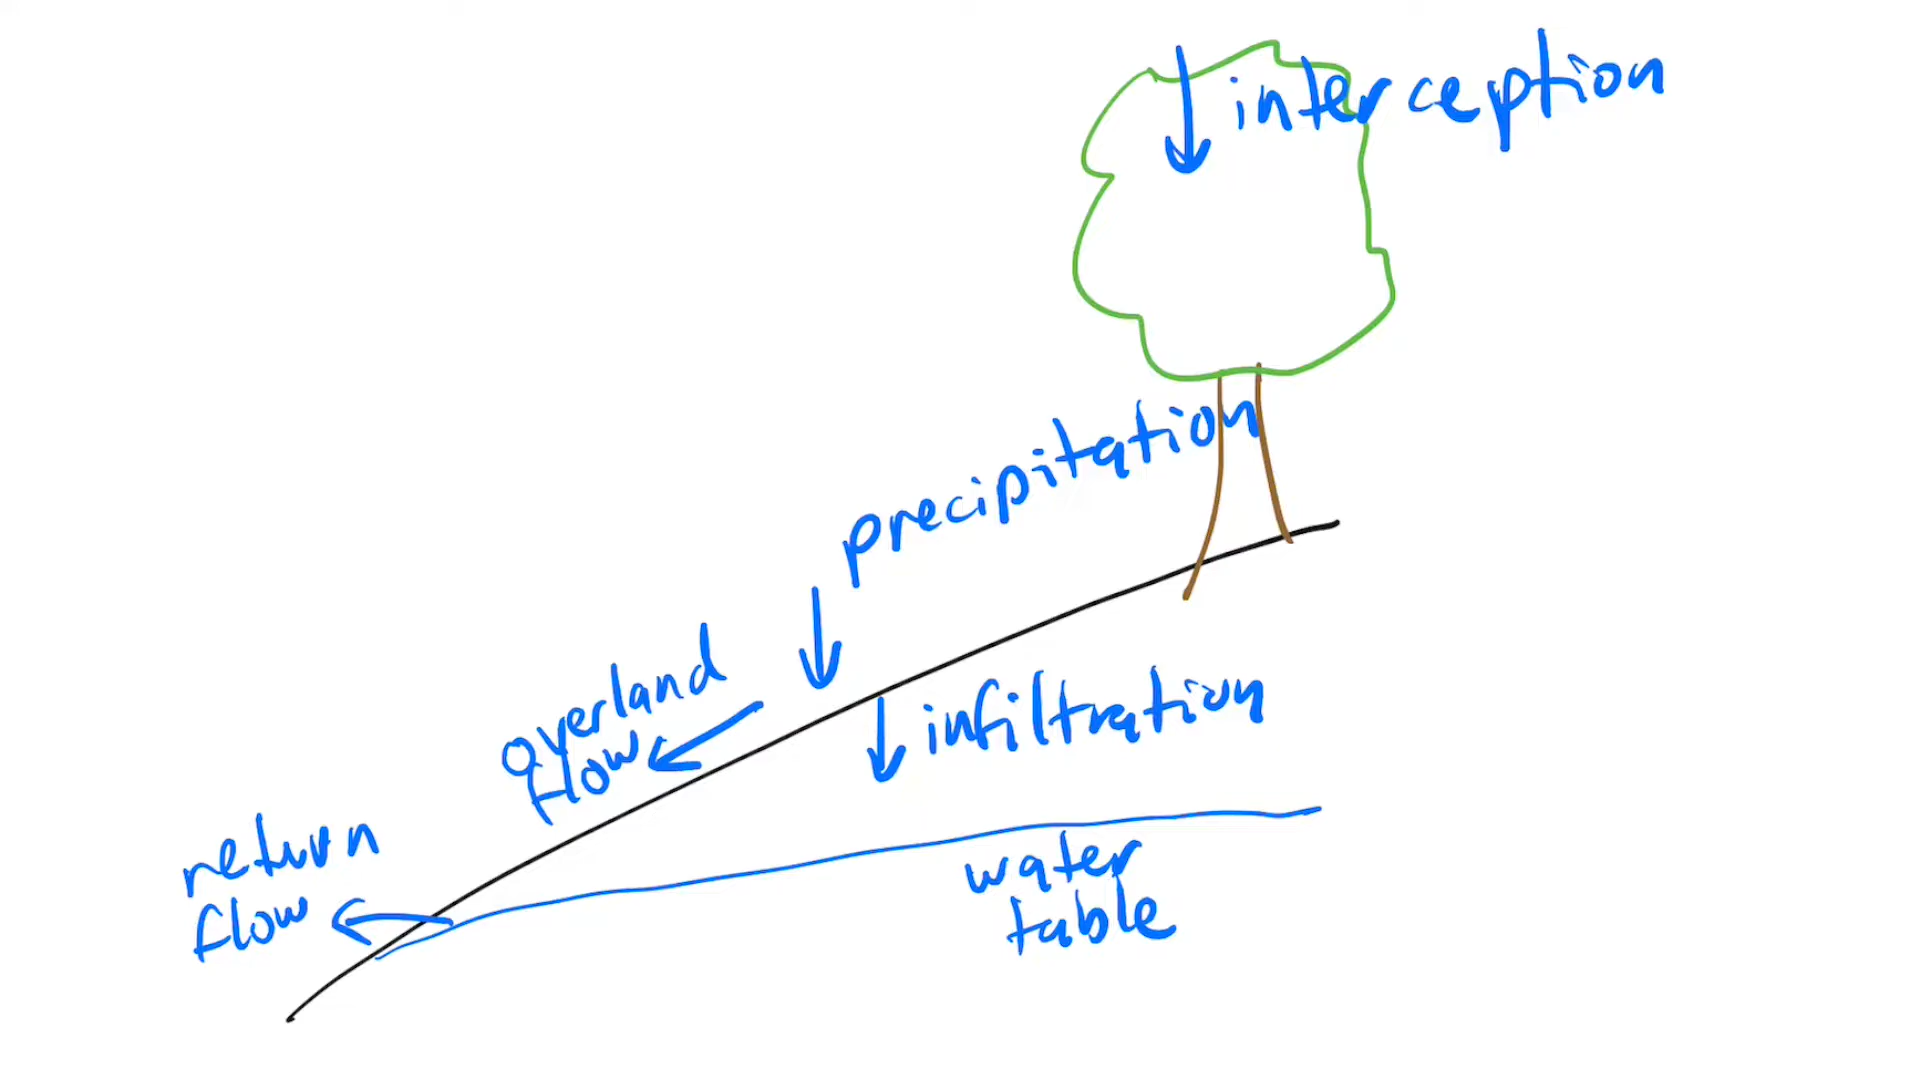 interception
precipitation
overland
flow
infiltration
return
flow
water
table